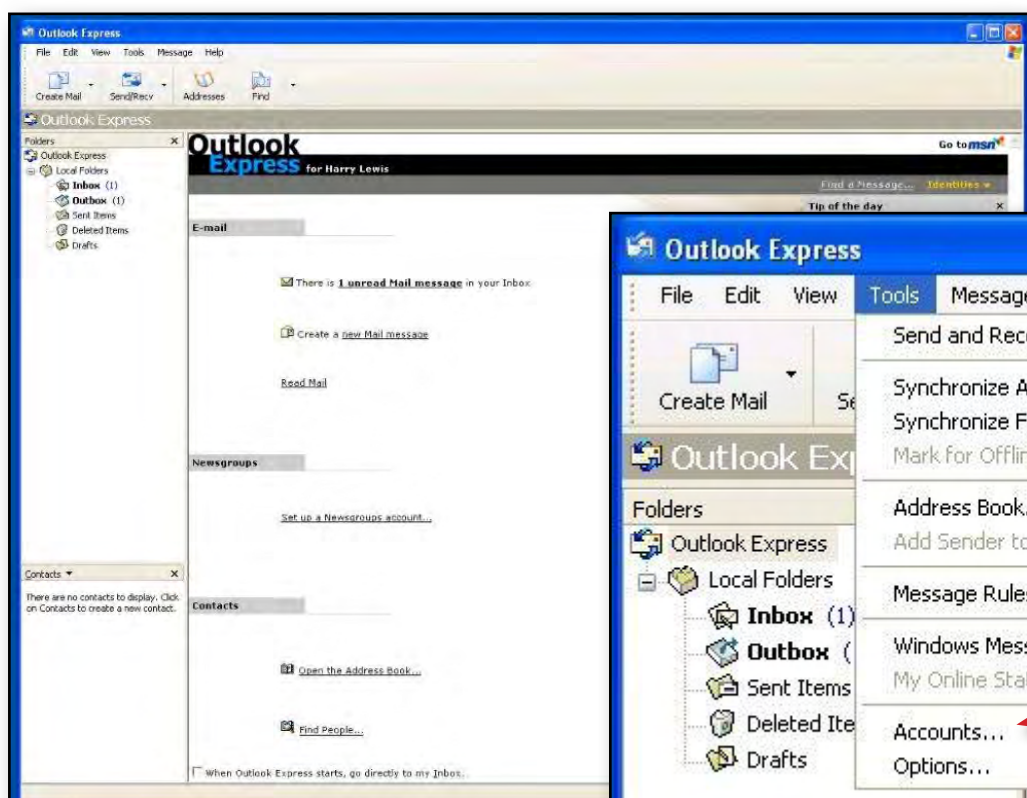 Outlook Express
File Edit View Tools Message Help
Create Mail Send/Recv Addresses Find
Outlook Express
Folders x
Outlook Express
Local Folders
Inbox (1)
Outbox (1)
Sent Items
Deleted Items
Drafts
Contacts x
There are no contacts to display. Click
on Contacts to create a new contact.
Outlook
Express for Harry Lewis
Go to msn
Find a Message... Identities
Tip of the day x
E-mail
There is 1 unread Mail message in your Inbox
Create a new Mail message
Read Mail
Newsgroups
Set up a Newsgroups account...
Contacts
Open the Address Book...
Find People...
When Outlook Express starts, go directly to my Inbox.
Outlook Express
File Edit View Tools Messag
Create Mail Se
Outlook Exp
Folders
Outlook Express
Local Folders
Inbox (1)
Outbox (
Sent Items
Deleted Ite
Drafts
Send and Rec
Synchronize A
Synchronize F
Mark for Offlin
Address Book.
Add Sender to
Message Rules
Windows Mess
My Online Sta
Accounts...
Options...